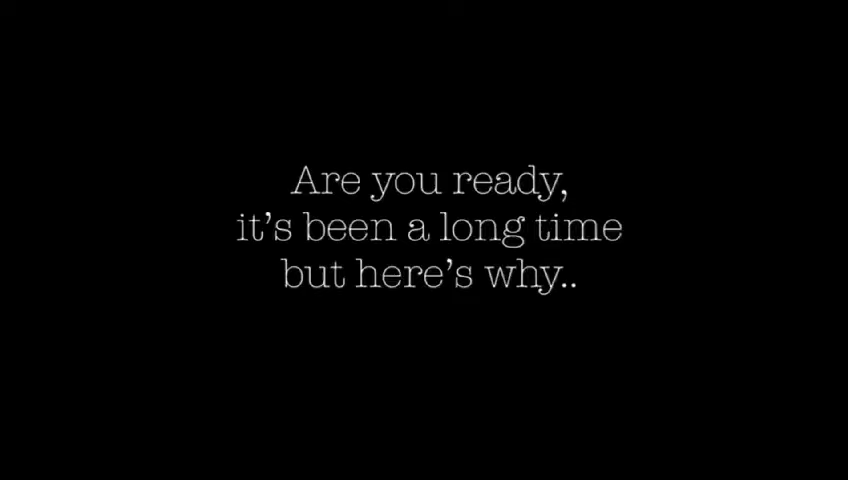 Are you ready,
it’s been a long time
but here’s why..